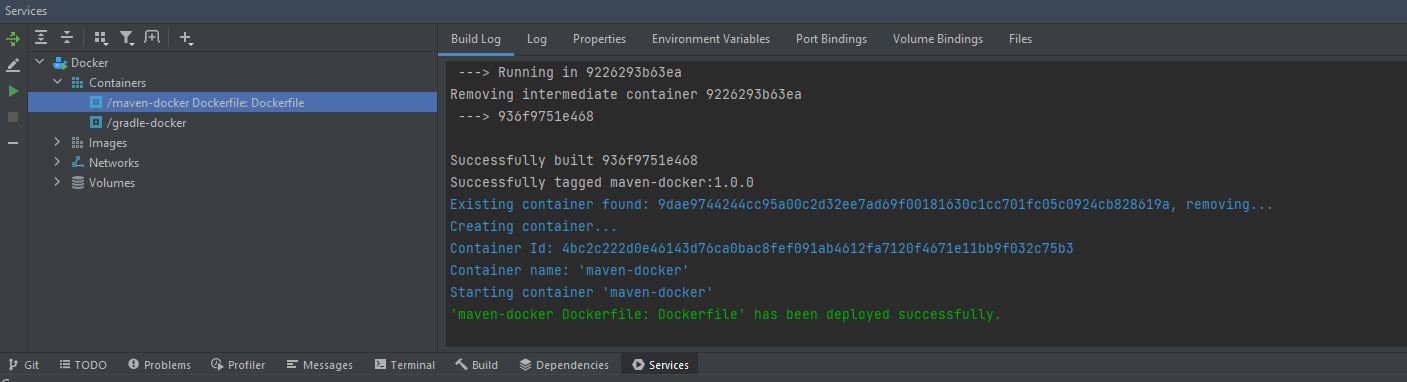 Services
Build Log Log Properties Environment Variables Port Bindings Volume Bindings Files
Docker
Containers
/maven-docker Dockerfile: Dockerfile
/gradle-docker
Images
Networks
Volumes
---> Running in 9226293b63ea
Removing intermediate container 9226293b63ea
---> 936f9751e468
Successfully built 936f9751e468
Successfully tagged maven-docker:1.0.0
Existing container found: 9dae9744244cc95a00c2d32ee7ad69f00181630c1cc701fc05c0924cb828619a, removing...
Creating container...
Container Id: 4bc2c222d0e46143d76ca0bac8fef091ab4612fa7120f4671e11bb9f032c75b3
Container name: 'maven-docker'
Starting container 'maven-docker'
'maven-docker Dockerfile: Dockerfile' has been deployed successfully.
Git TODO Problems Profiler Messages Terminal Build Dependencies Services